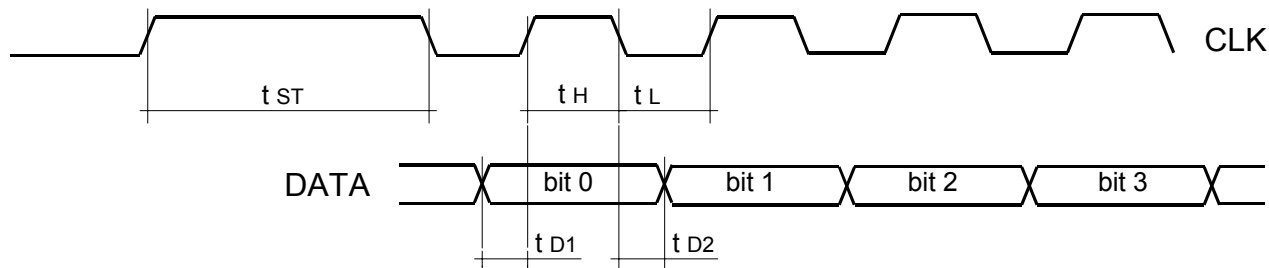 CLK
t ST
t H
t L
DATA
bit 0
bit 1
bit 2
bit 3
t D1
t D2